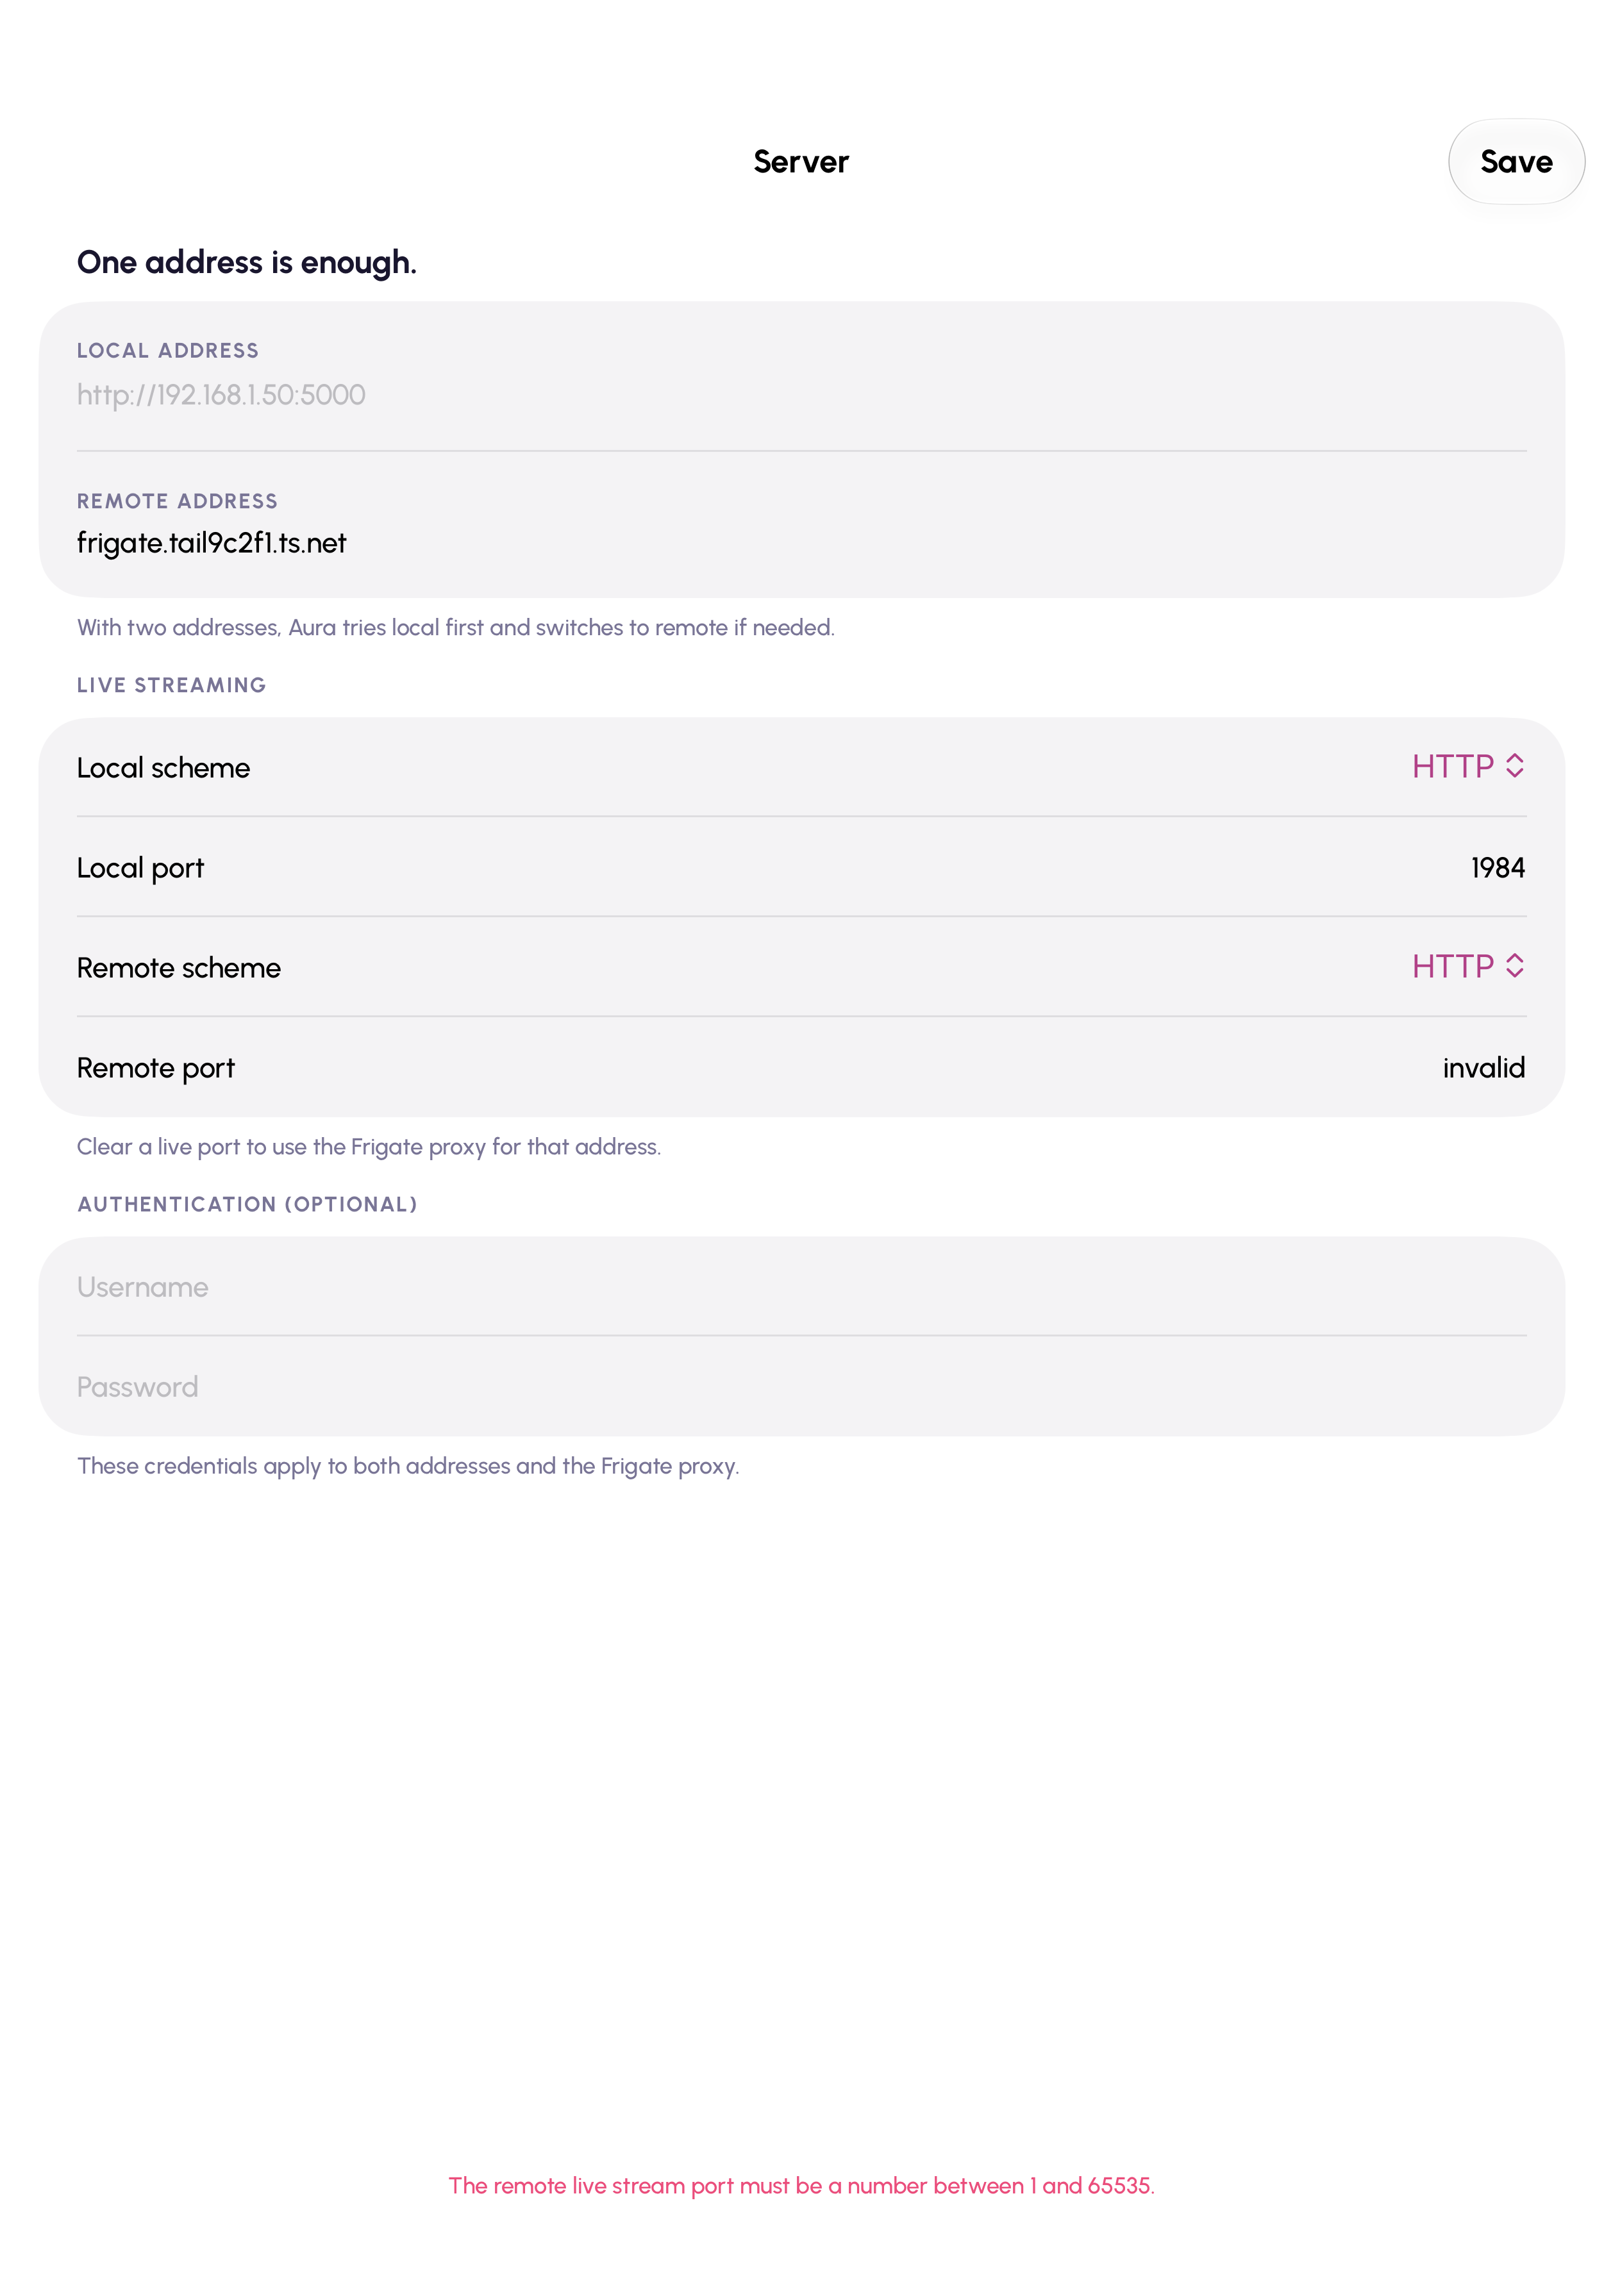 Server
Save
One address is enough.
LOCAL ADDRESS
http://192.168.1.50:5000
REMOTE ADDRESS
frigate.tail9c2f1.ts.net
With two addresses, Aura tries local first and switches to remote if needed.
LIVE STREAMING
Local scheme
HTTP
Local port
1984
Remote scheme
HTTP
Remote port
invalid
Clear a live port to use the Frigate proxy for that address.
AUTHENTICATION (OPTIONAL)
Username
Password
These credentials apply to both addresses and the Frigate proxy.
The remote live stream port must be a number between 1 and 65535.